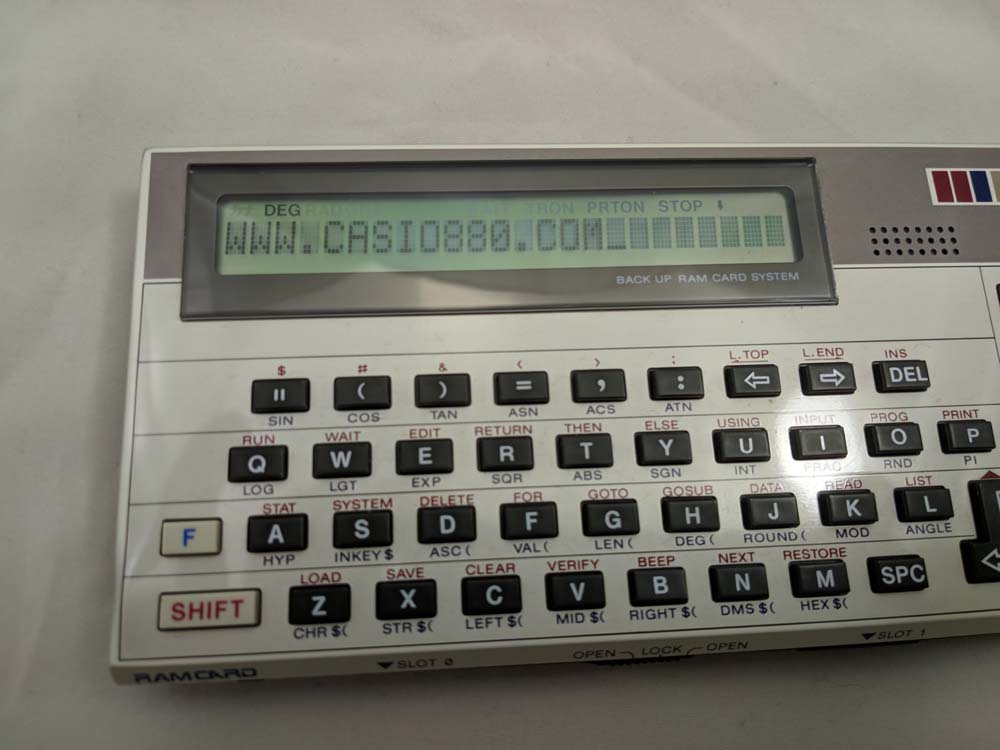 DEG TRON PRTON STOP
WWW.CASIO880.COM_
BACK UP RAM CARD SYSTEM
$ # & < > ; L.TOP L.END INS
" ( ) = , : ⇦ ⇨ DEL
SIN COS TAN ASN ACS ATN
RUN WAIT EDIT RETURN THEN ELSE USING INPUT PROG PRINT
Q W E R T Y U I O P
LOG LGT EXP SQR ABS SGN INT FRAC RND PI
STAT SYSTEM DELETE FOR GOTO GOSUB DATA READ LIST
F A S D F G H J K L
HYP INKEY$ ASC( VAL( LEN( DEG( ROUND( MOD ANGLE
LOAD SAVE CLEAR VERIFY BEEP NEXT RESTORE
SHIFT Z X C V B N M SPC
CHR$( STR$( LEFT$( MID$( RIGHT$( DMS$( HEX$(
RAM CARD ▼SLOT 0 OPEN LOCK OPEN ▼SLOT 1